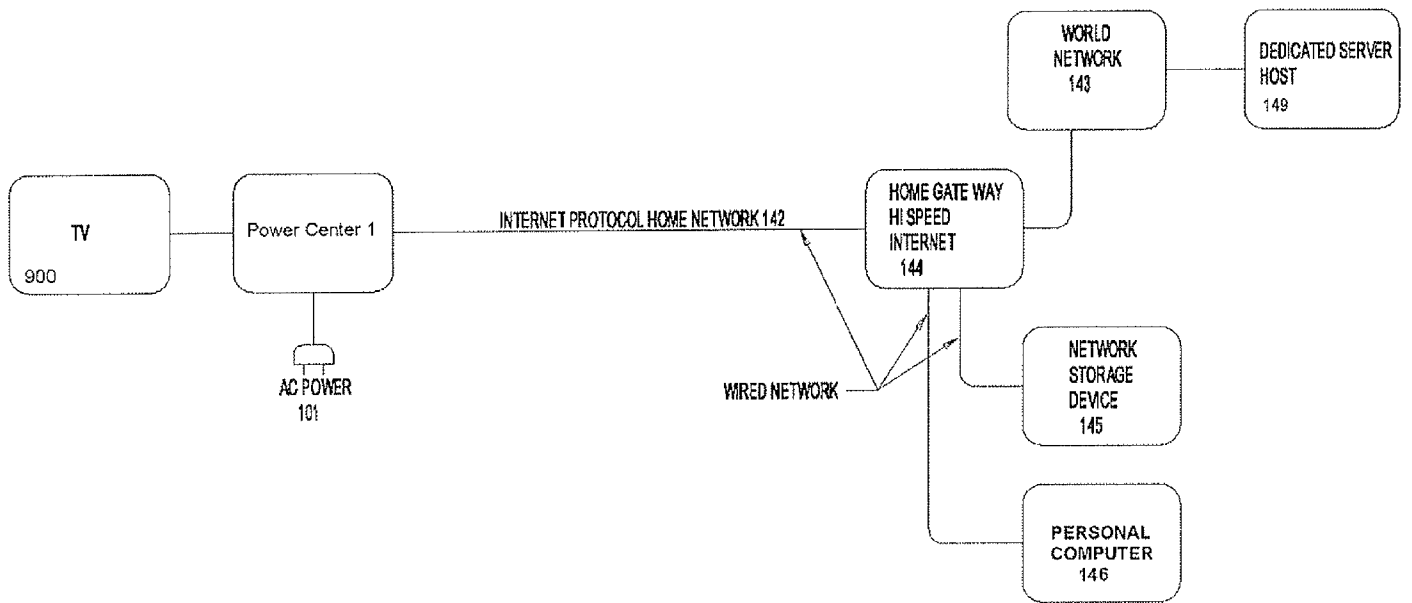 WORLD
NETWORK
143
DEDICATED SERVER
HOST
149
TV
900
Power Center 1
INTERNET PROTOCOL HOME NETWORK 142
HOME GATE WAY
HI SPEED
INTERNET
144
AC POWER
101
WIRED NETWORK
NETWORK
STORAGE
DEVICE
145
PERSONAL
COMPUTER
146